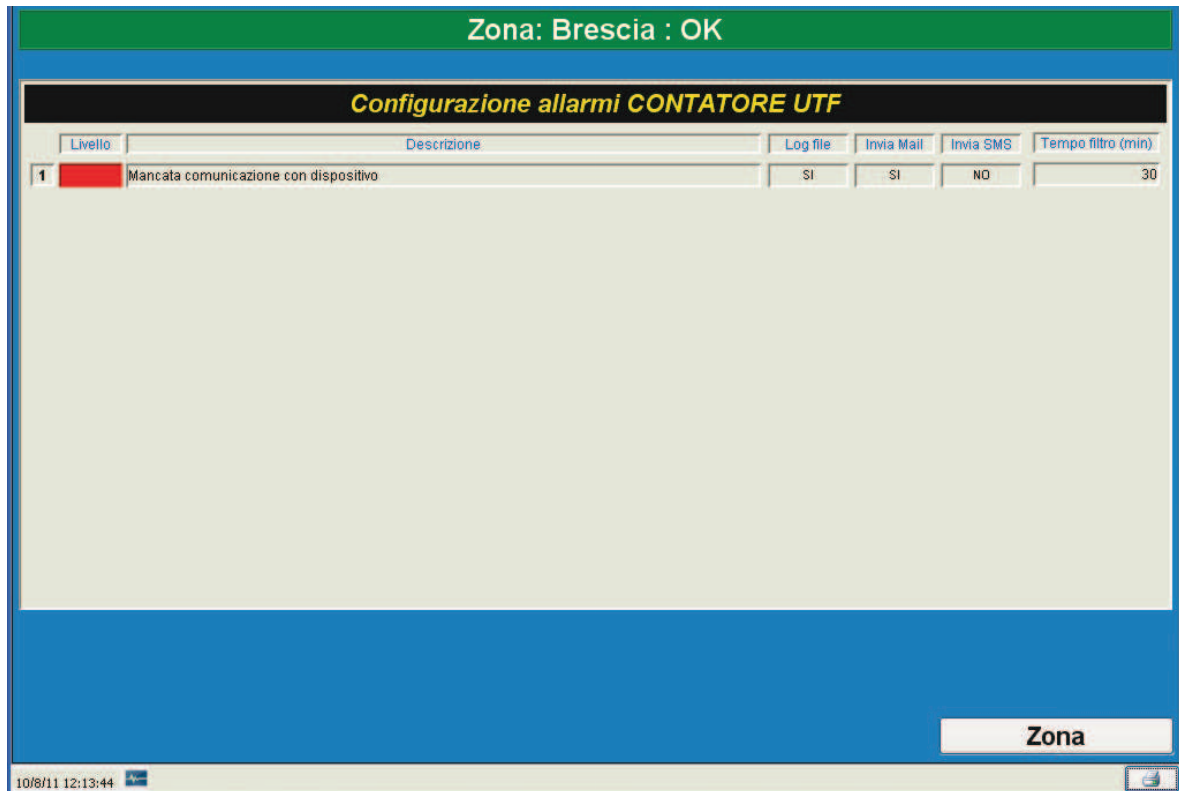 Zona: Brescia : OK
Configurazione allarmi CONTATORE UTF
Livello Descrizione Log file Invia Mail Invia SMS Tempo filtro (min)
1 Mancata comunicazione con dispositivo SI SI NO 30
Zona
10/8/11 12:13:44